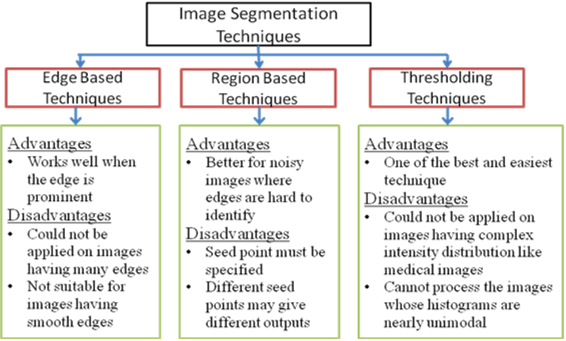 Image Segmentation
Techniques
Edge Based
Techniques
Region Based
Techniques
Thresholding
Techniques
Advantages
• Works well when
the edge is
prominent
Disadvantages
• Could not be
applied on images
having many edges
• Not suitable for
images having
smooth edges
Advantages
• Better for noisy
images where
edges are hard to
identify
Disadvantages
• Seed point must be
specified
• Different seed
points may give
different outputs
Advantages
• One of the best and easiest
technique
Disadvantages
• Could not be applied on
images having complex
intensity distribution like
medical images
• Cannot process the images
whose histograms are
nearly unimodal